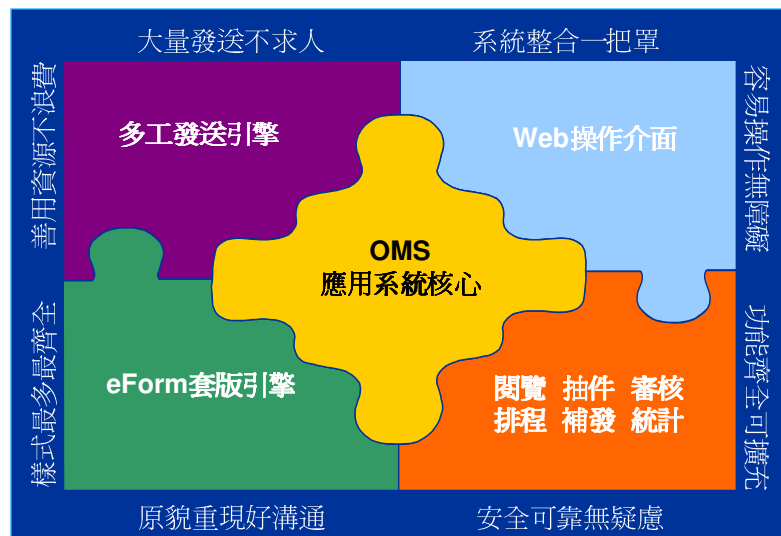 大量發送不求人
系統整合一把罩
善用資源不浪費
容易操作無障礙
多工發送引擎
Web操作介面
OMS
應用系統核心
eForm套版引擎
閱覽 抽件 審核
排程 補發 統計
樣式最多最齊全
功能齊全可擴充
原貌重現好溝通
安全可靠無疑慮